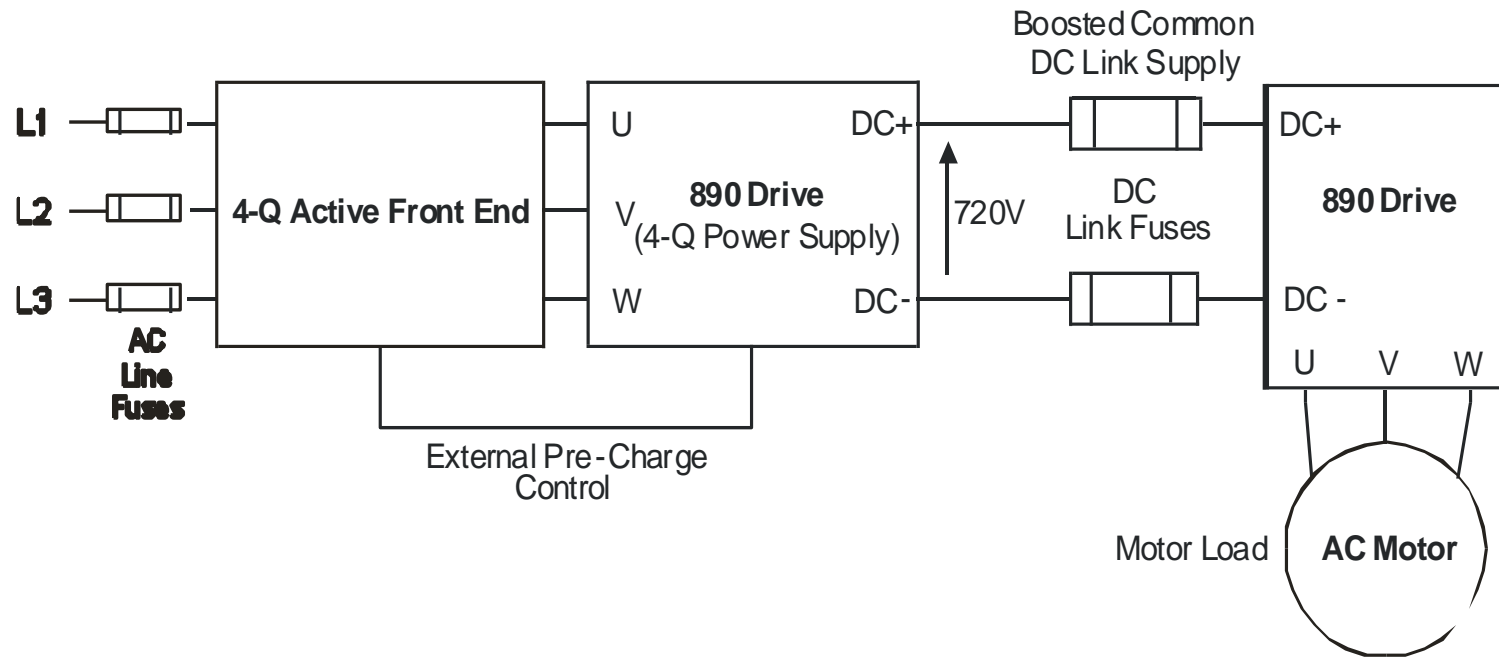 Boosted Common
DC Link Supply
L1
L2
L3
AC
Line
Fuses
4-Q Active Front End
U
V
W
890 Drive
(4-Q Power Supply)
DC+
DC-
720V
DC
Link Fuses
DC+
890 Drive
DC -
U V W
External Pre-Charge
Control
Motor Load
AC Motor